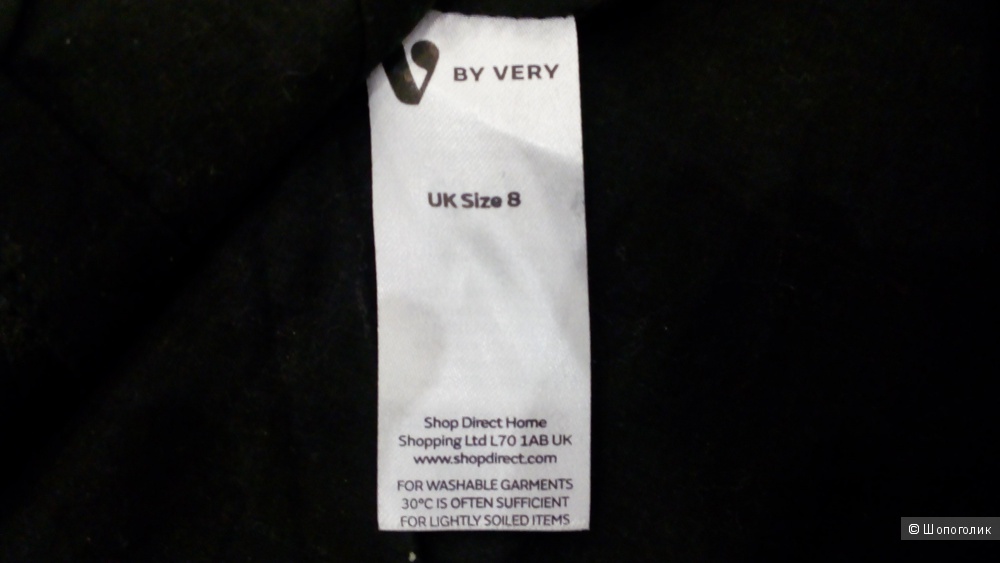 V BY VERY
UK Size 8
Shop Direct Home
Shopping Ltd L70 1AB UK
www.shopdirect.com
FOR WASHABLE GARMENTS
30°C IS OFTEN SUFFICIENT
FOR LIGHTLY SOILED ITEMS
© Шопоголик